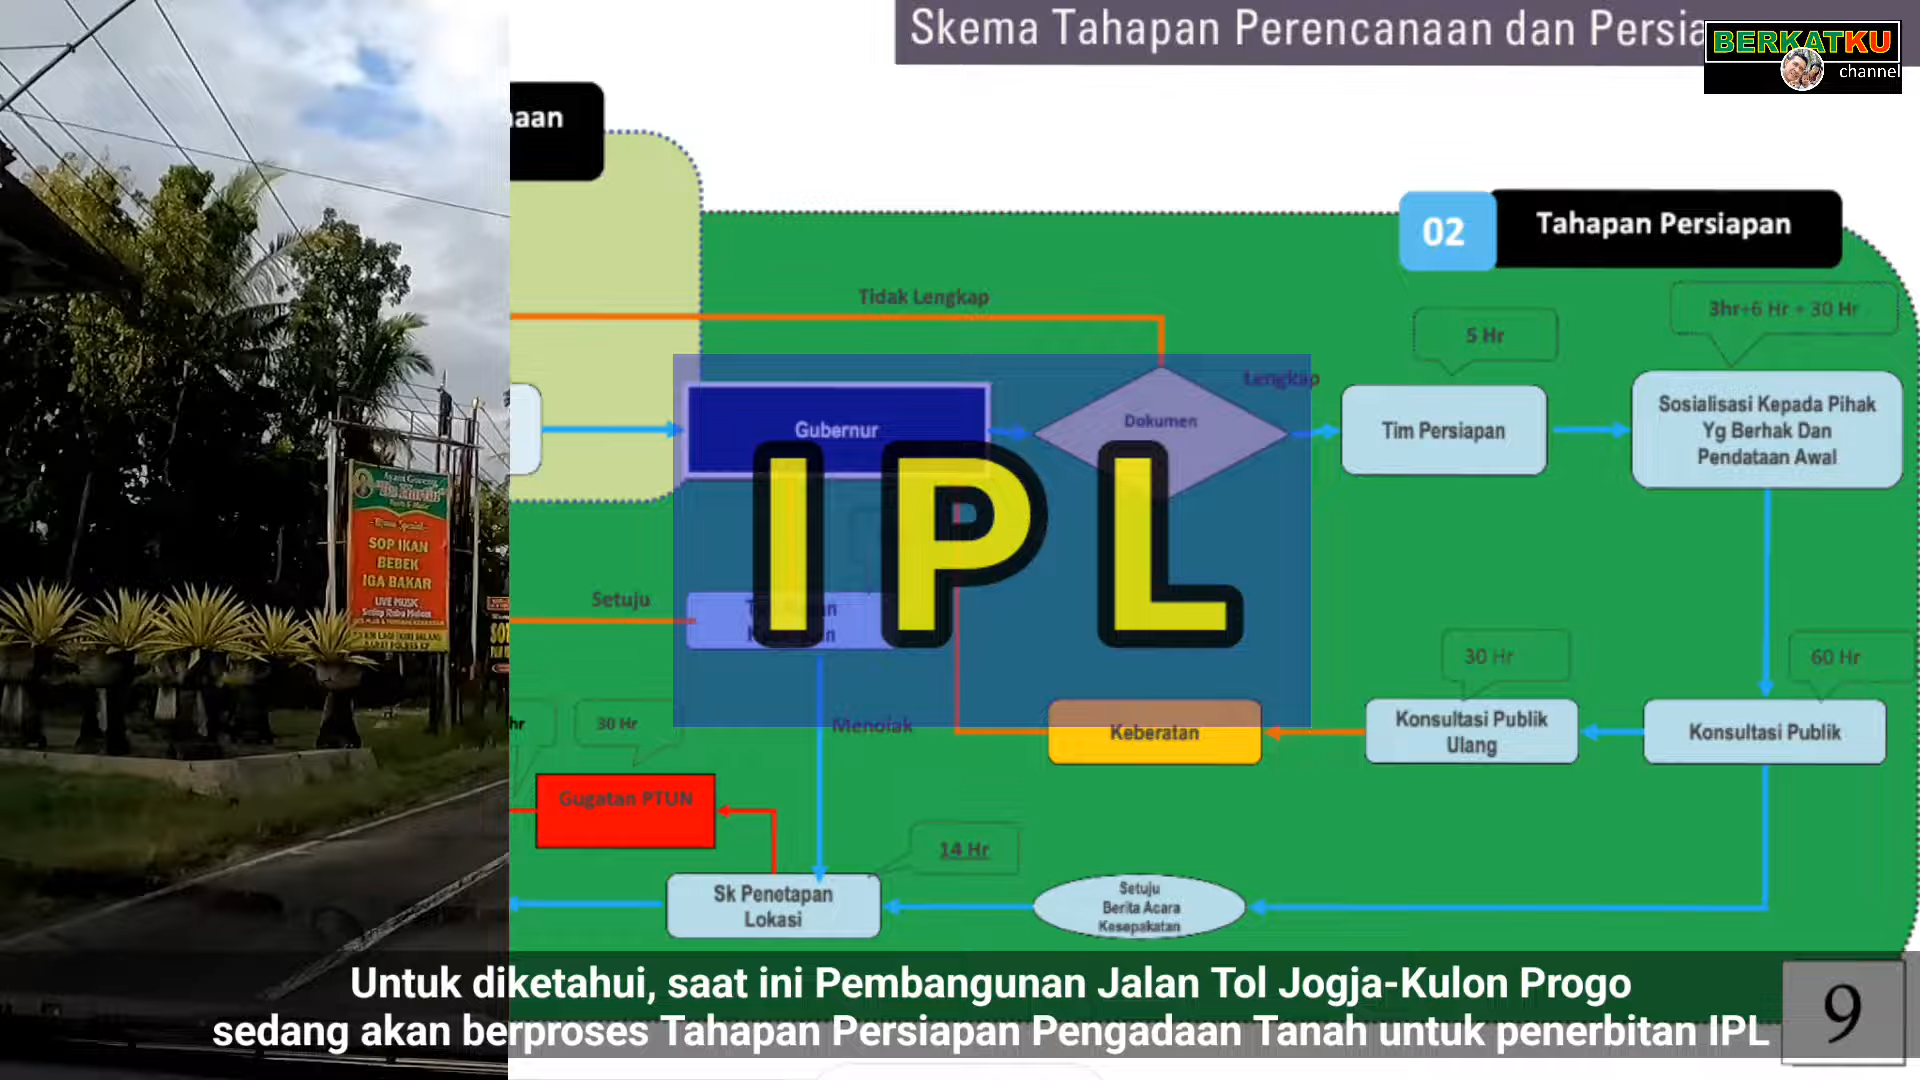 Skema Tahapan Perencanaan dan Persia
BERKATKU
channel
naan
02
Tahapan Persiapan
Tidak Lengkap
5 Hr
3hr+6 Hr + 30 Hr
Lengkap
Gubernur
Dokumen
Tim Persiapan
Sosialisasi Kepada Pihak
Yg Berhak Dan
Pendataan Awal
IPL
SOP IKAN
BEBEK
IGA BAKAR
LIVE MUSIC
Setuju
30 Hr
60 Hr
hr
30 Hr
Menolak
Keberatan
Konsultasi Publik
Ulang
Konsultasi Publik
Gugatan PTUN
14 Hr
Sk Penetapan
Lokasi
Setuju
Berita Acara
Kesepakatan
Untuk diketahui, saat ini Pembangunan Jalan Tol Jogja-Kulon Progo
sedang akan berproses Tahapan Persiapan Pengadaan Tanah untuk penerbitan IPL
9